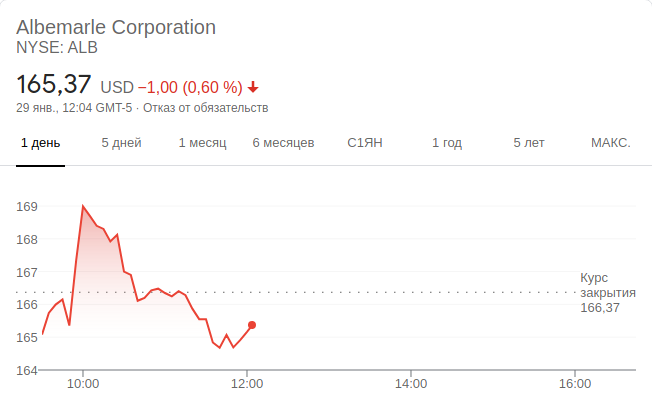 Albemarle Corporation
NYSE: ALB
165,37 USD −1,00 (0,60 %)
29 янв., 12:04 GMT-5 · Отказ от обязательств
1 день 5 дней 1 месяц 6 месяцев С1ЯН 1 год 5 лет МАКС.
169
168
167
166
165
164
Курс
закрытия
166,37
10:00 12:00 14:00 16:00